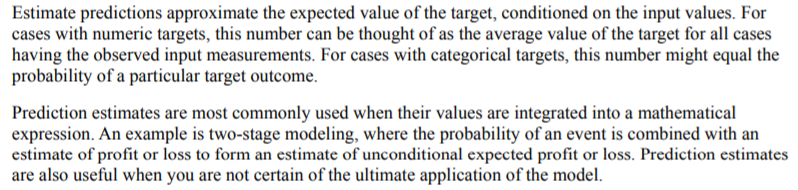 Estimate predictions approximate the expected value of the target, conditioned on the input values. For
cases with numeric targets, this number can be thought of as the average value of the target for all cases
having the observed input measurements. For cases with categorical targets, this number might equal the
probability of a particular target outcome.
Prediction estimates are most commonly used when their values are integrated into a mathematical
expression. An example is two-stage modeling, where the probability of an event is combined with an
estimate of profit or loss to form an estimate of unconditional expected profit or loss. Prediction estimates
are also useful when you are not certain of the ultimate application of the model.